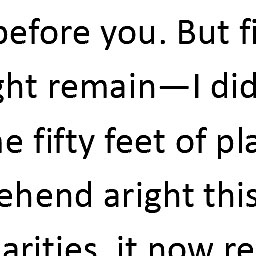 before you. But fi
ght remain—I did
e fifty feet of pla
ehend aright this
arities, it now re